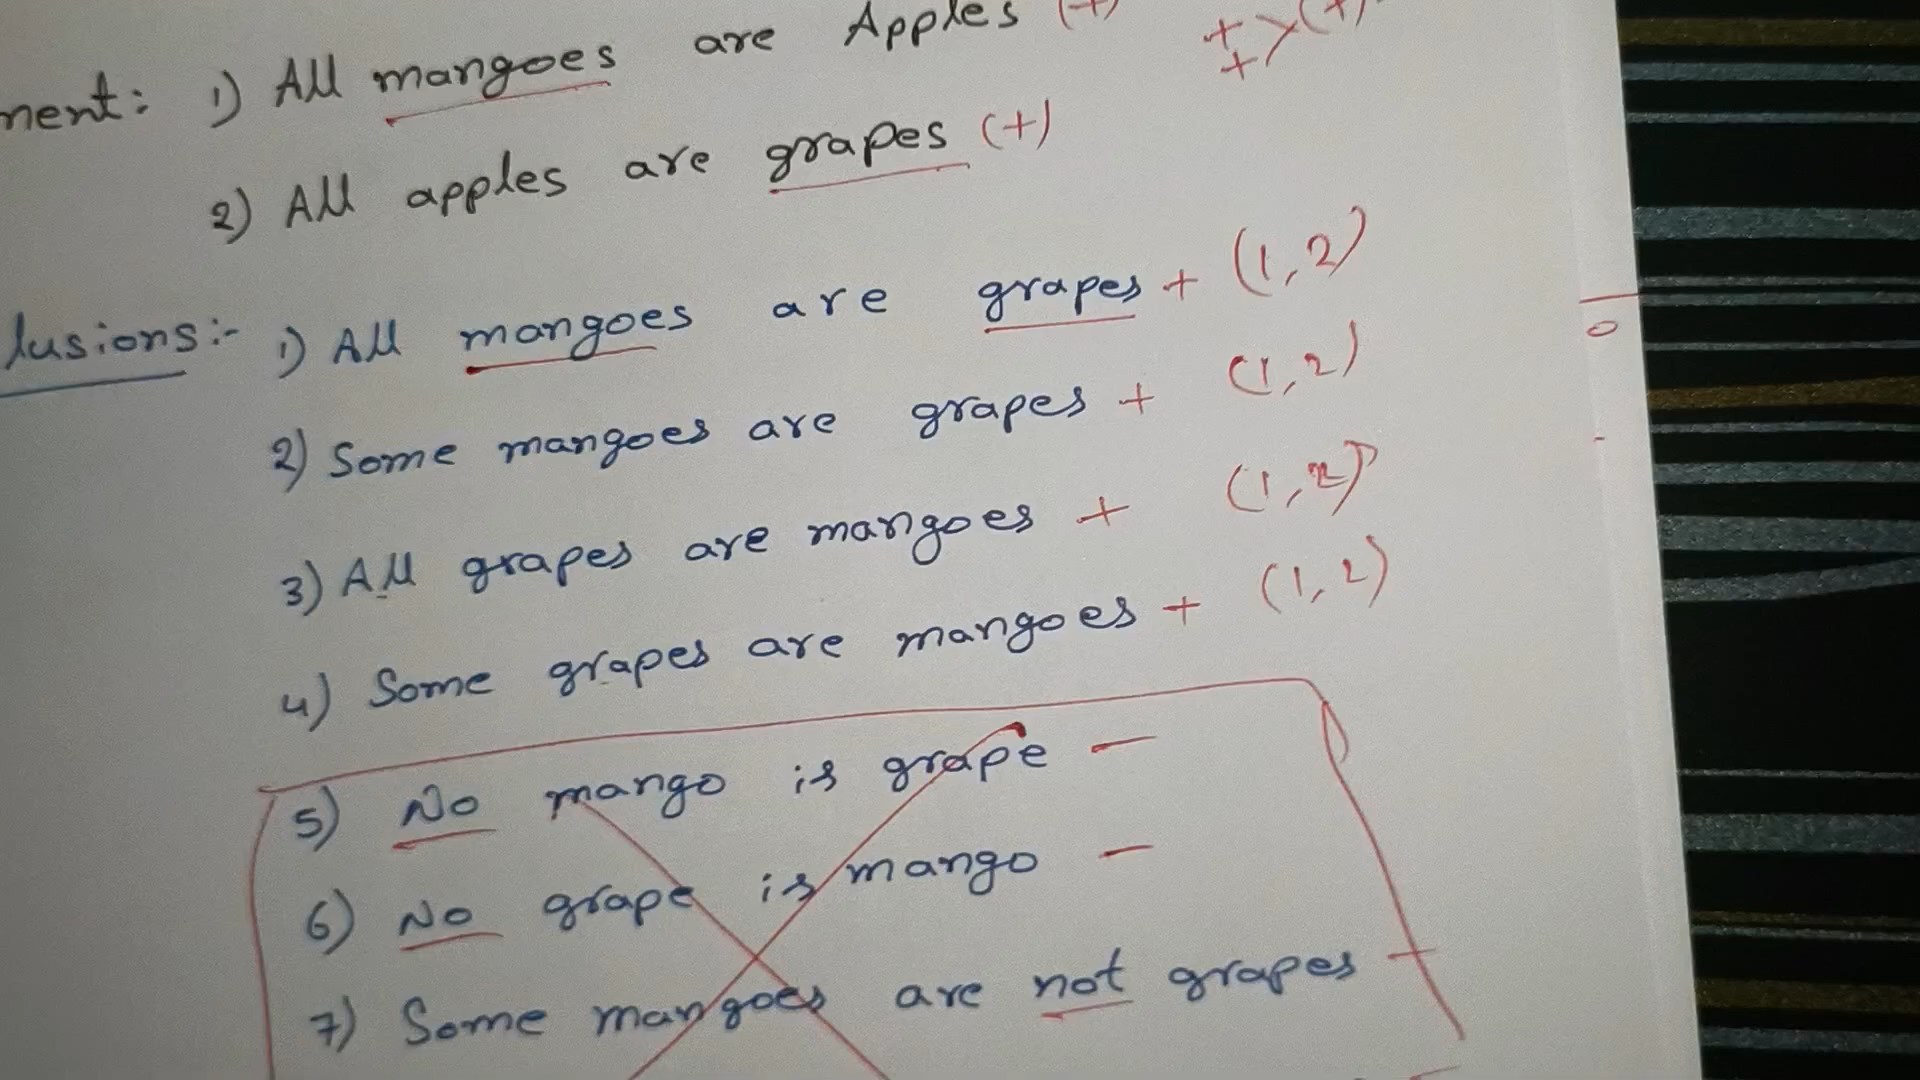 nent: 1) All mangoes are Apples (+)
+ + > (+)
2) All apples are grapes (+)
lusions:- 1) All mangoes are grapes + (1,2)
2) Some mangoes are grapes + (1,2)
3) All grapes are mangoes + (1,2)
4) Some grapes are mangoes + (1,2)
5) No mango is grape -
6) No grape is mango -
7) Some mangoes are not grapes -